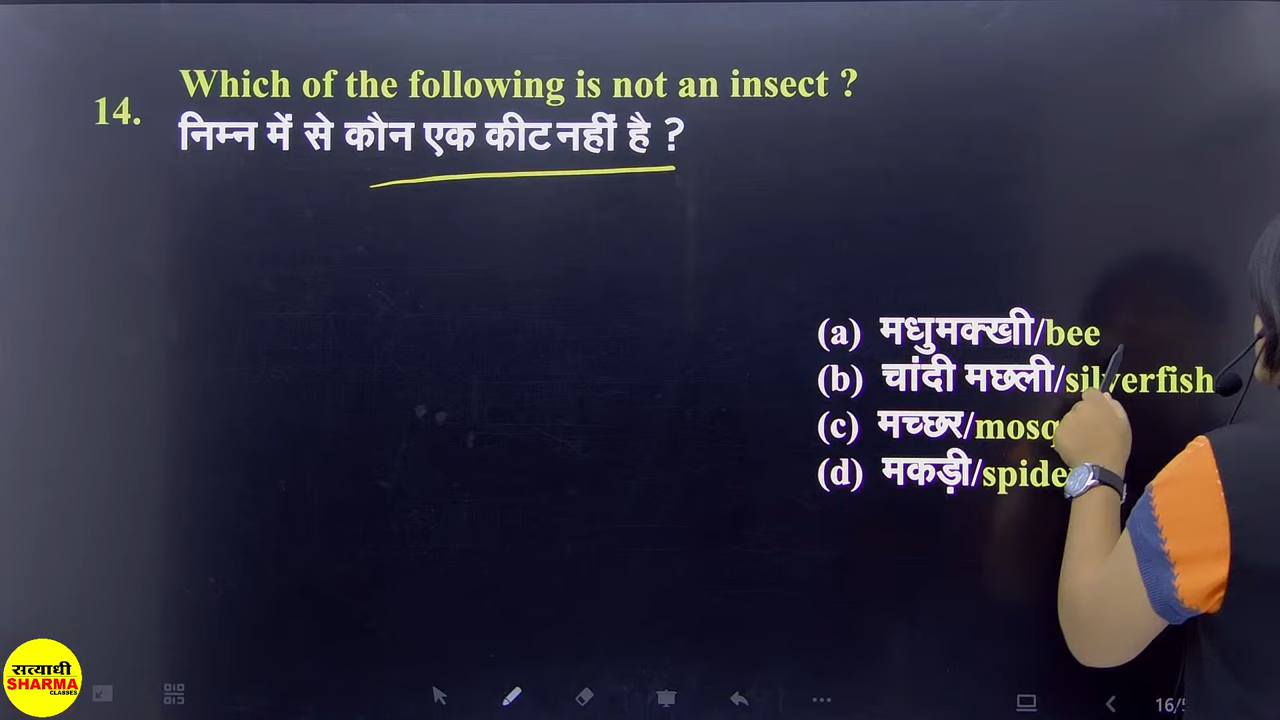 Which of the following is not an insect ?
14.
निम्न में से कौन एक कीट नहीं है ?
(a) मधुमक्खी/bee
(b) चांदी मछली/silverfish
(c) मच्छर/mosq
(d) मकड़ी/spide
सत्याधी
SHARMA
CLASSES
16/